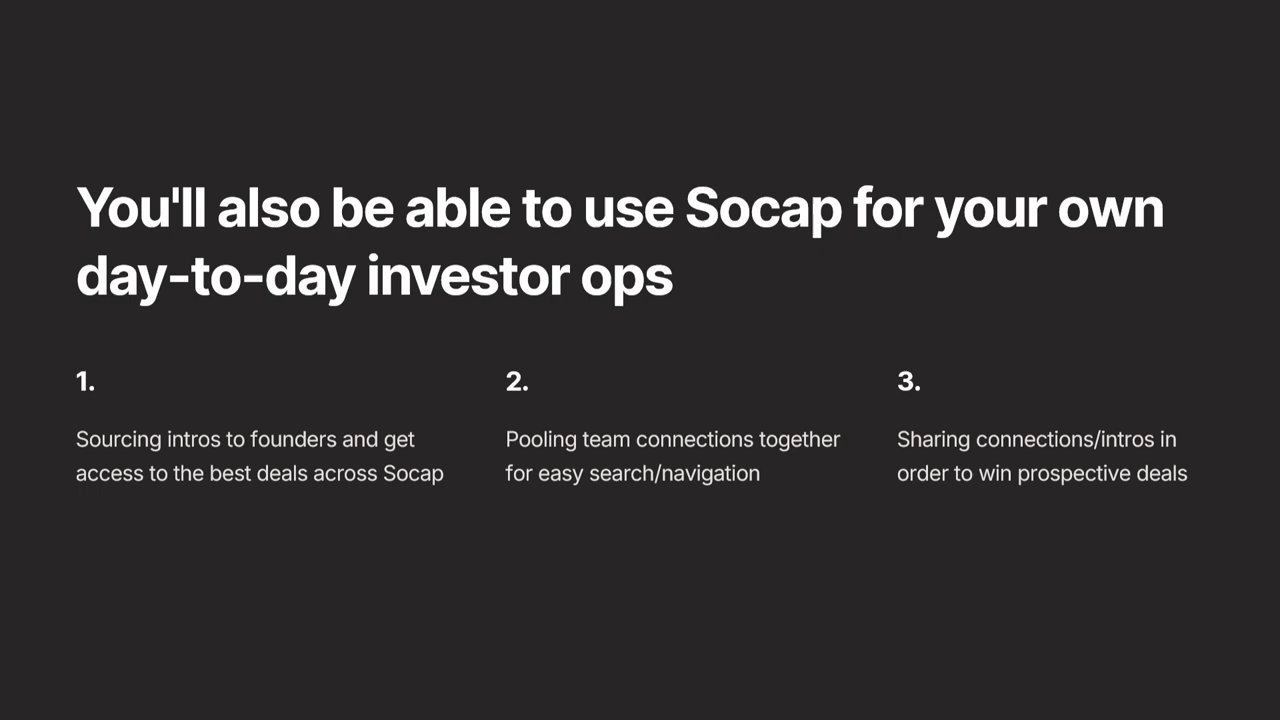 You'll also be able to use Socap for your own
day-to-day investor ops
1.
Sourcing intros to founders and get
access to the best deals across Socap
2.
Pooling team connections together
for easy search/navigation
3.
Sharing connections/intros in
order to win prospective deals